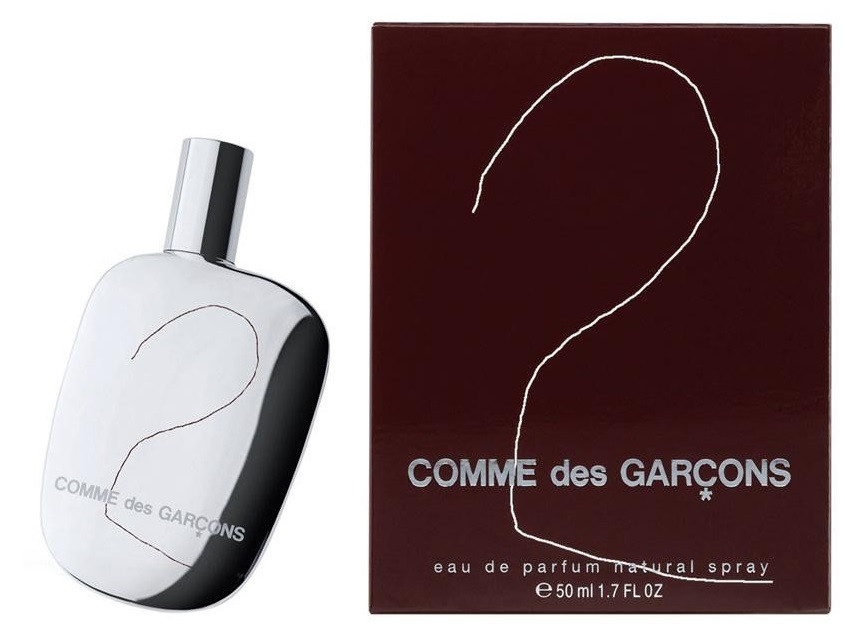 2
COMME des GARÇONS
*
2
COMME des GARÇONS
*
eau de parfum natural spray
℮ 50 ml 1.7 FL OZ